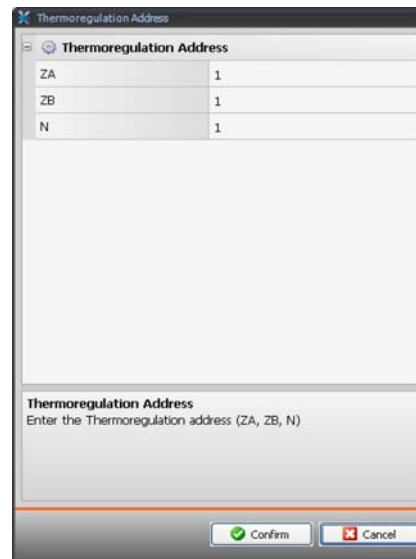 Thermoregulation Address
Thermoregulation Address
ZA 1
ZB 1
N 1
Thermoregulation Address
Enter the Thermoregulation address (ZA, ZB, N)
Confirm Cancel